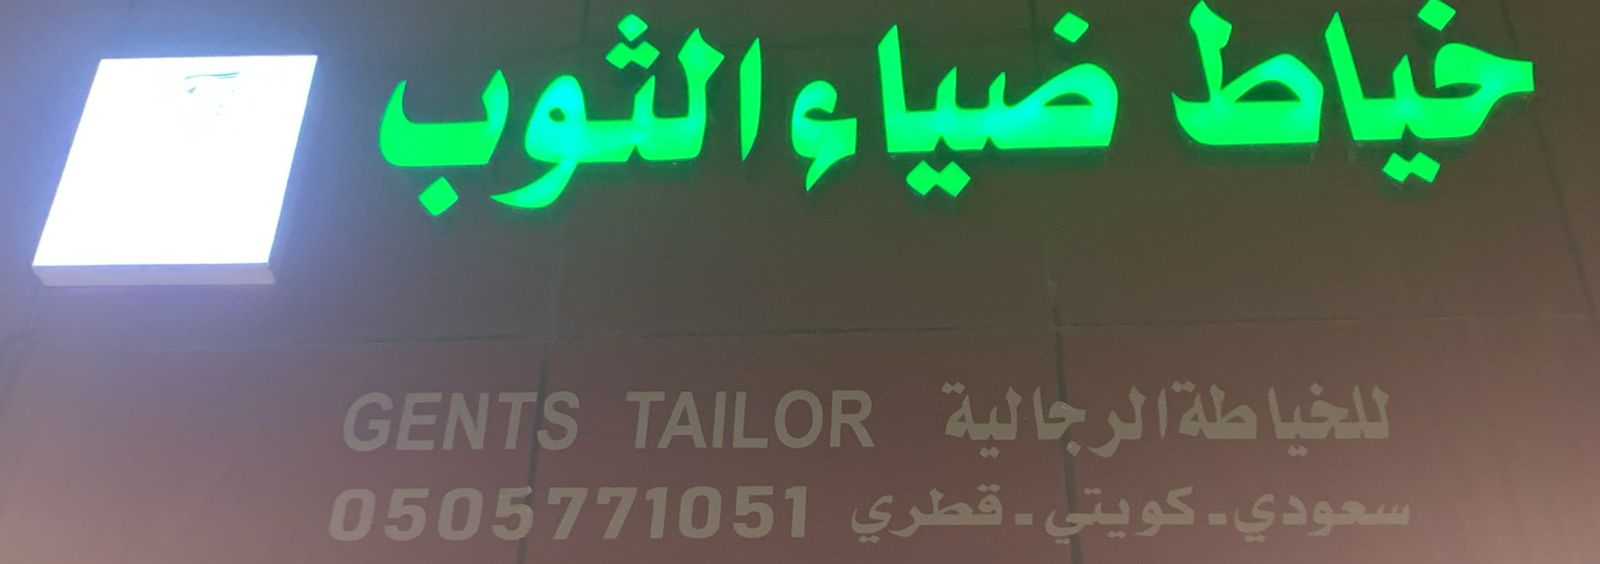 خياط ضياء الثوب
للخياطة الرجالية GENTS TAILOR
سعودي - كويتي - قطري 0505771051